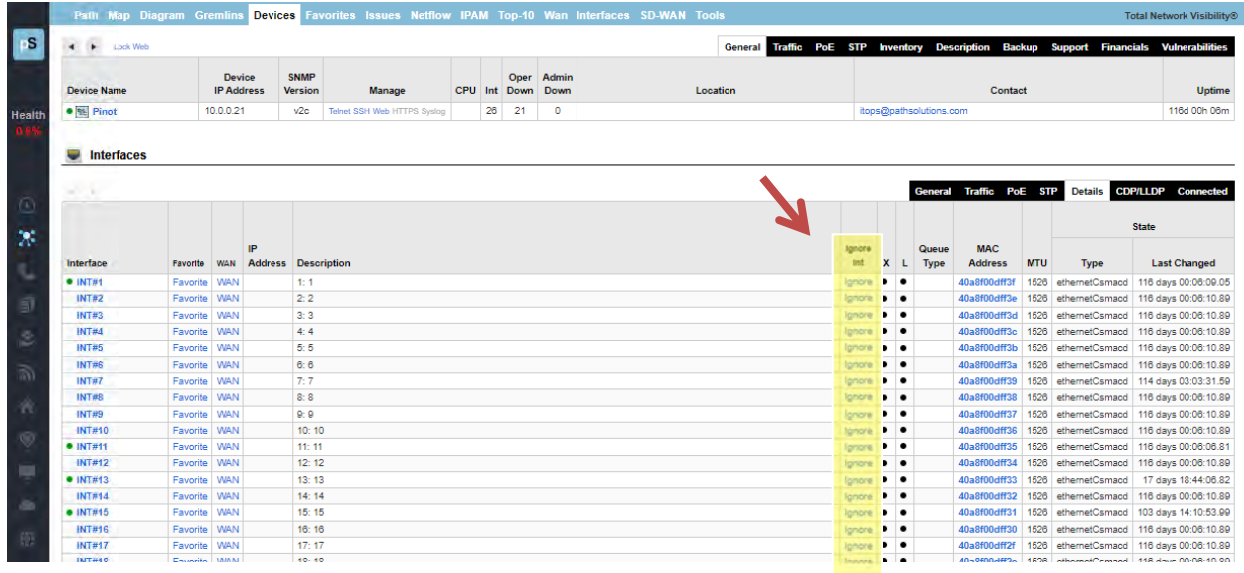 Path Map Diagram Gremlins Devices Favorites Issues Netflow IPAM Top-10 Wan Interfaces SD-WAN Tools Total Network Visibility®
pS
Lock Web General Traffic PoE STP Inventory Description Backup Support Financials Vulnerabilities
Device Name Device IP Address SNMP Version Manage CPU Int Oper Down Admin Down Location Contact Uptime
Pinot 10.0.0.21 v2c Telnet SSH Web HTTPS Syslog 26 21 0 itops@pathsolutions.com 116d 00h 06m
Health
0.6%
Interfaces
General Traffic PoE STP Details CDP/LLDP Connected
State
Interface Favorite WAN IP Address Description Ignore Int X L Queue Type MAC Address MTU Type Last Changed
INT#1 Favorite WAN 1: 1 Ignore 40a8f00dff3f 1526 ethernetCsmacd 116 days 00:06:09.05
INT#2 Favorite WAN 2: 2 Ignore 40a8f00dff3e 1526 ethernetCsmacd 116 days 00:06:10.89
INT#3 Favorite WAN 3: 3 Ignore 40a8f00dff3d 1526 ethernetCsmacd 116 days 00:06:10.89
INT#4 Favorite WAN 4: 4 Ignore 40a8f00dff3c 1526 ethernetCsmacd 116 days 00:06:10.89
INT#5 Favorite WAN 5: 5 Ignore 40a8f00dff3b 1526 ethernetCsmacd 116 days 00:06:10.89
INT#6 Favorite WAN 6: 6 Ignore 40a8f00dff3a 1526 ethernetCsmacd 116 days 00:06:10.89
INT#7 Favorite WAN 7: 7 Ignore 40a8f00dff39 1526 ethernetCsmacd 114 days 03:03:31.59
INT#8 Favorite WAN 8: 8 Ignore 40a8f00dff38 1526 ethernetCsmacd 116 days 00:06:10.89
INT#9 Favorite WAN 9: 9 Ignore 40a8f00dff37 1526 ethernetCsmacd 116 days 00:06:10.89
INT#10 Favorite WAN 10: 10 Ignore 40a8f00dff36 1526 ethernetCsmacd 116 days 00:06:10.89
INT#11 Favorite WAN 11: 11 Ignore 40a8f00dff35 1526 ethernetCsmacd 116 days 00:06:06.81
INT#12 Favorite WAN 12: 12 Ignore 40a8f00dff34 1526 ethernetCsmacd 116 days 00:06:10.89
INT#13 Favorite WAN 13: 13 Ignore 40a8f00dff33 1526 ethernetCsmacd 17 days 18:44:06.82
INT#14 Favorite WAN 14: 14 Ignore 40a8f00dff32 1526 ethernetCsmacd 116 days 00:06:10.89
INT#15 Favorite WAN 15: 15 Ignore 40a8f00dff31 1526 ethernetCsmacd 103 days 14:10:53.99
INT#16 Favorite WAN 16: 16 Ignore 40a8f00dff30 1526 ethernetCsmacd 116 days 00:06:10.89
INT#17 Favorite WAN 17: 17 Ignore 40a8f00dff2f 1526 ethernetCsmacd 116 days 00:06:10.89
INT#18 Favorite WAN 18: 18 Ignore 40a8f00dff2e 1526 ethernetCsmacd 116 days 00:06:10.89